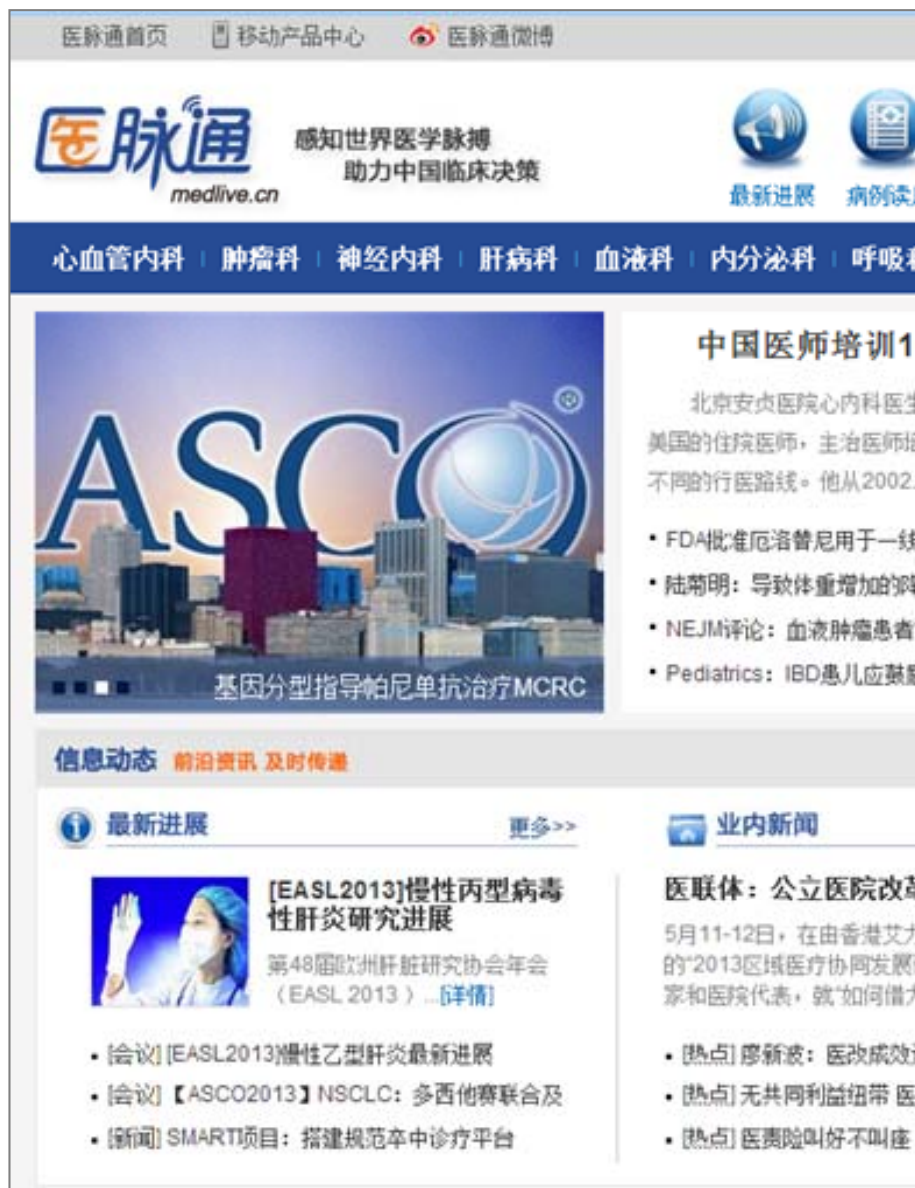 医脉通首页 移动产品中心 医脉通微博
医脉通
medlive.cn
感知世界医学脉搏
助力中国临床决策
最新进展 病例读
心血管内科 肿瘤科 神经内科 肝病科 血液科 内分泌科 呼吸
ASCO
®
基因分型指导帕尼单抗治疗MCRC
中国医师培训1
北京安贞医院心内科医生
美国的住院医师，主治医师
不同的行医路线。他从2002
• FDA批准厄洛替尼用于一线
• 陆菊明：导致体重增加的
• NEJM评论：血液肿瘤患者
• Pediatrics：IBD患儿应鼓励
信息动态 前沿资讯 及时传递
最新进展 更多>>
[EASL2013]慢性丙型病毒
性肝炎研究进展
第48届欧洲肝脏研究协会年会
（EASL 2013）...[详情]
• [会议] [EASL2013]慢性乙型肝炎最新进展
• [会议] 【ASCO2013】NSCLC：多西他赛联合及
• [新闻] SMART项目：搭建规范卒中诊疗平台
业内新闻
医联体：公立医院改革
5月11-12日，在由香港艾力
的“2013区域医疗协同发展
家和医院代表，就“如何借
• [热点] 廖新波：医改成效
• [热点] 无共同利益纽带 医
• [热点] 医责险叫好不叫座